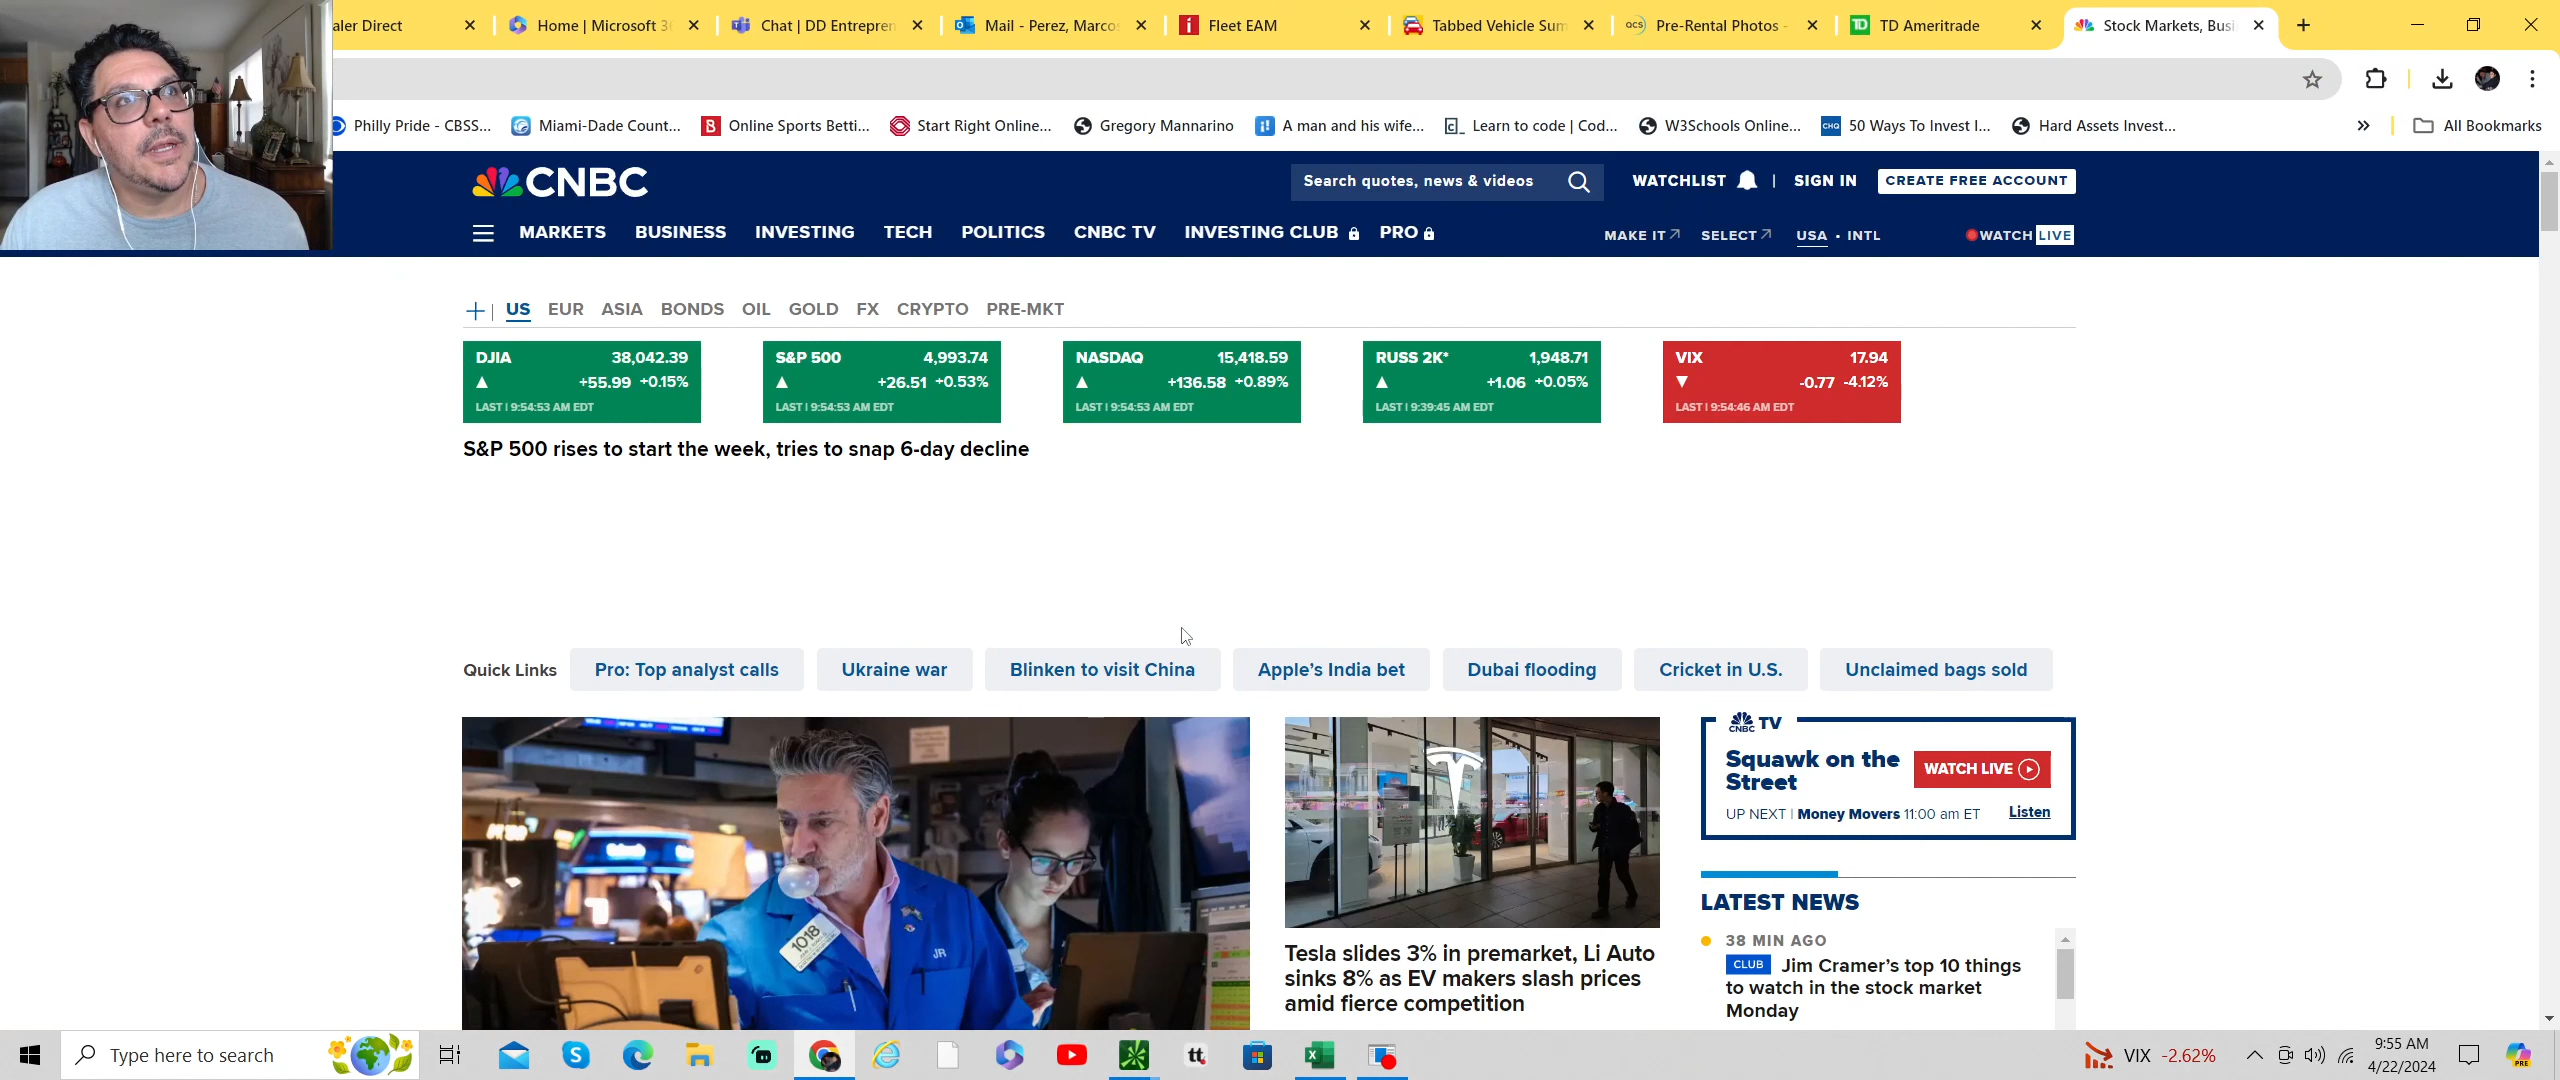 aler Direct
Home | Microsoft 3
Chat | DD Entrepren
Mail - Perez, Marcos
Fleet EAM
Tabbed Vehicle Sum
Pre-Rental Photos -
TD Ameritrade
Stock Markets, Busi
Philly Pride - CBSS...
Miami-Dade Count...
Online Sports Betti...
Start Right Online...
Gregory Mannarino
A man and his wife...
Learn to code | Cod...
W3Schools Online...
50 Ways To Invest I...
Hard Assets Invest...
All Bookmarks
CNBC
Search quotes, news & videos
WATCHLIST
SIGN IN
CREATE FREE ACCOUNT
MARKETS BUSINESS INVESTING TECH POLITICS CNBC TV INVESTING CLUB PRO
MAKE IT SELECT USA • INTL
WATCH LIVE
US EUR ASIA BONDS OIL GOLD FX CRYPTO PRE-MKT
DJIA 38,042.39
+55.99 +0.15%
LAST | 9:54:53 AM EDT
S&P 500 4,993.74
+26.51 +0.53%
LAST | 9:54:53 AM EDT
NASDAQ 15,418.59
+136.58 +0.89%
LAST | 9:54:53 AM EDT
RUSS 2K* 1,948.71
+1.06 +0.05%
LAST | 9:39:45 AM EDT
VIX 17.94
-0.77 -4.12%
LAST | 9:54:46 AM EDT
S&P 500 rises to start the week, tries to snap 6-day decline
Quick Links
Pro: Top analyst calls
Ukraine war
Blinken to visit China
Apple's India bet
Dubai flooding
Cricket in U.S.
Unclaimed bags sold
1018
JR
Tesla slides 3% in premarket, Li Auto
sinks 8% as EV makers slash prices
amid fierce competition
CNBC TV
Squawk on the
Street
WATCH LIVE
UP NEXT | Money Movers 11:00 am ET
Listen
LATEST NEWS
38 MIN AGO
CLUB Jim Cramer's top 10 things
to watch in the stock market
Monday
Type here to search
VIX -2.62%
9:55 AM
4/22/2024